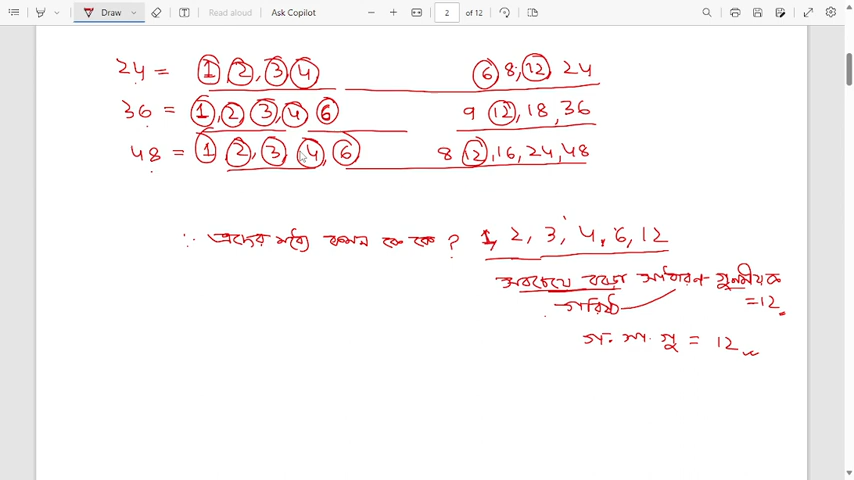 Draw
Read aloud
Ask Copilot
2 of 12
24 = 1, 2, 3, 4 6 8, 12, 24
36 = 1, 2, 3, 4, 6 9 12, 18, 36
48 = 1 2, 3, 4, 6 8 12, 16, 24, 48
∵ এদের মধ্যে কমন কে কে ? 1, 2, 3, 4, 6, 12
সবচেয়ে বড়ো সাধারণ গুণনীয়ক
= 12.
গরিষ্ঠ
গ. সা. গু = 12